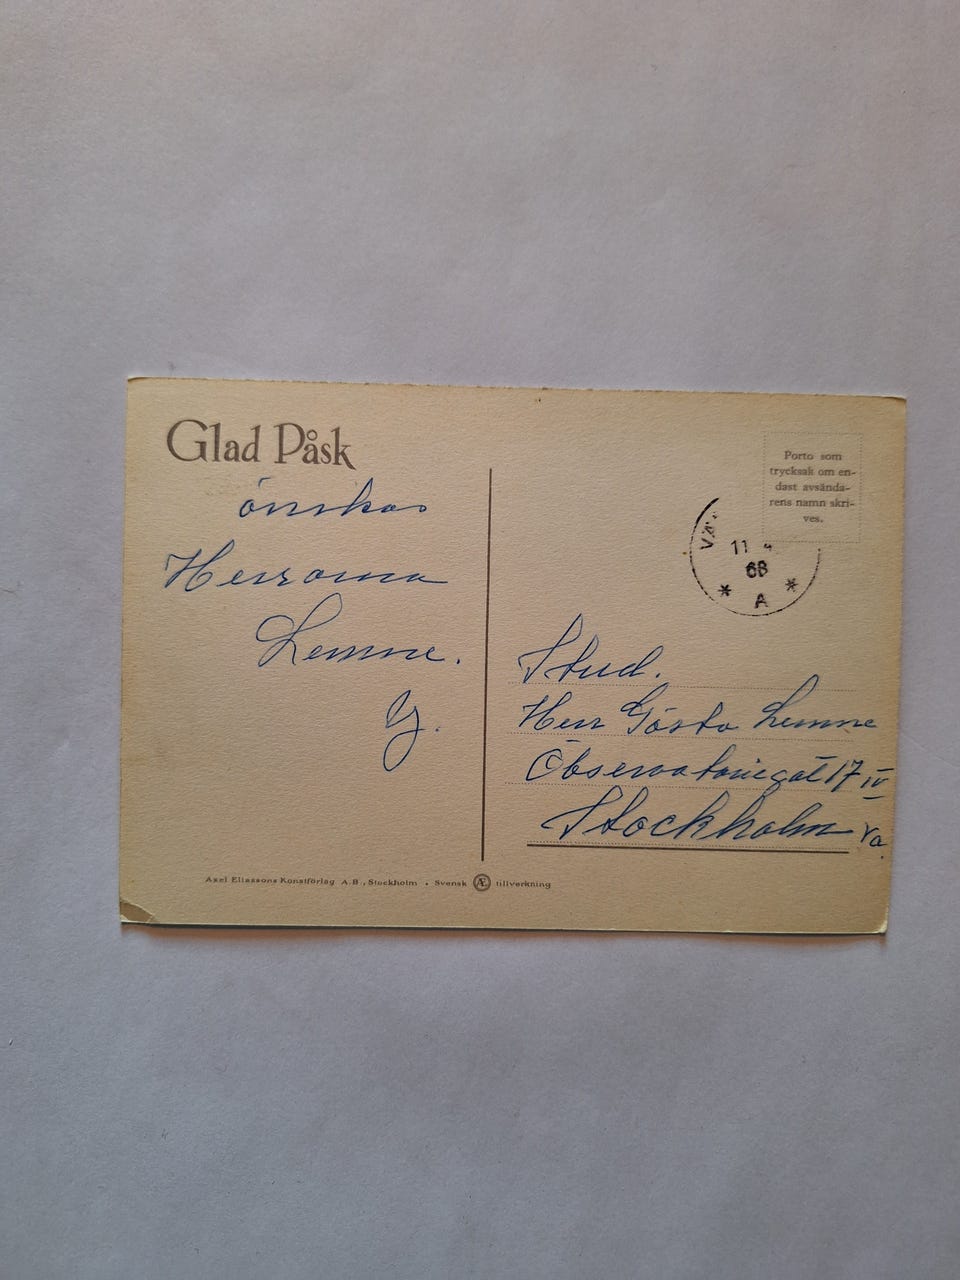 Glad Påsk
önskas
Herrarna
Lemne.
G.
Porto som
trycksak om en-
dast avsända-
rens namn skri-
ves.
11 4
68
* A *
Stud.
Herr Gösta Lemne
Observatoriegat 17 IV
Stockholm Va.
Axel Eliassons Konstförlag A.B., Stockholm • Svensk Æ tillverkning